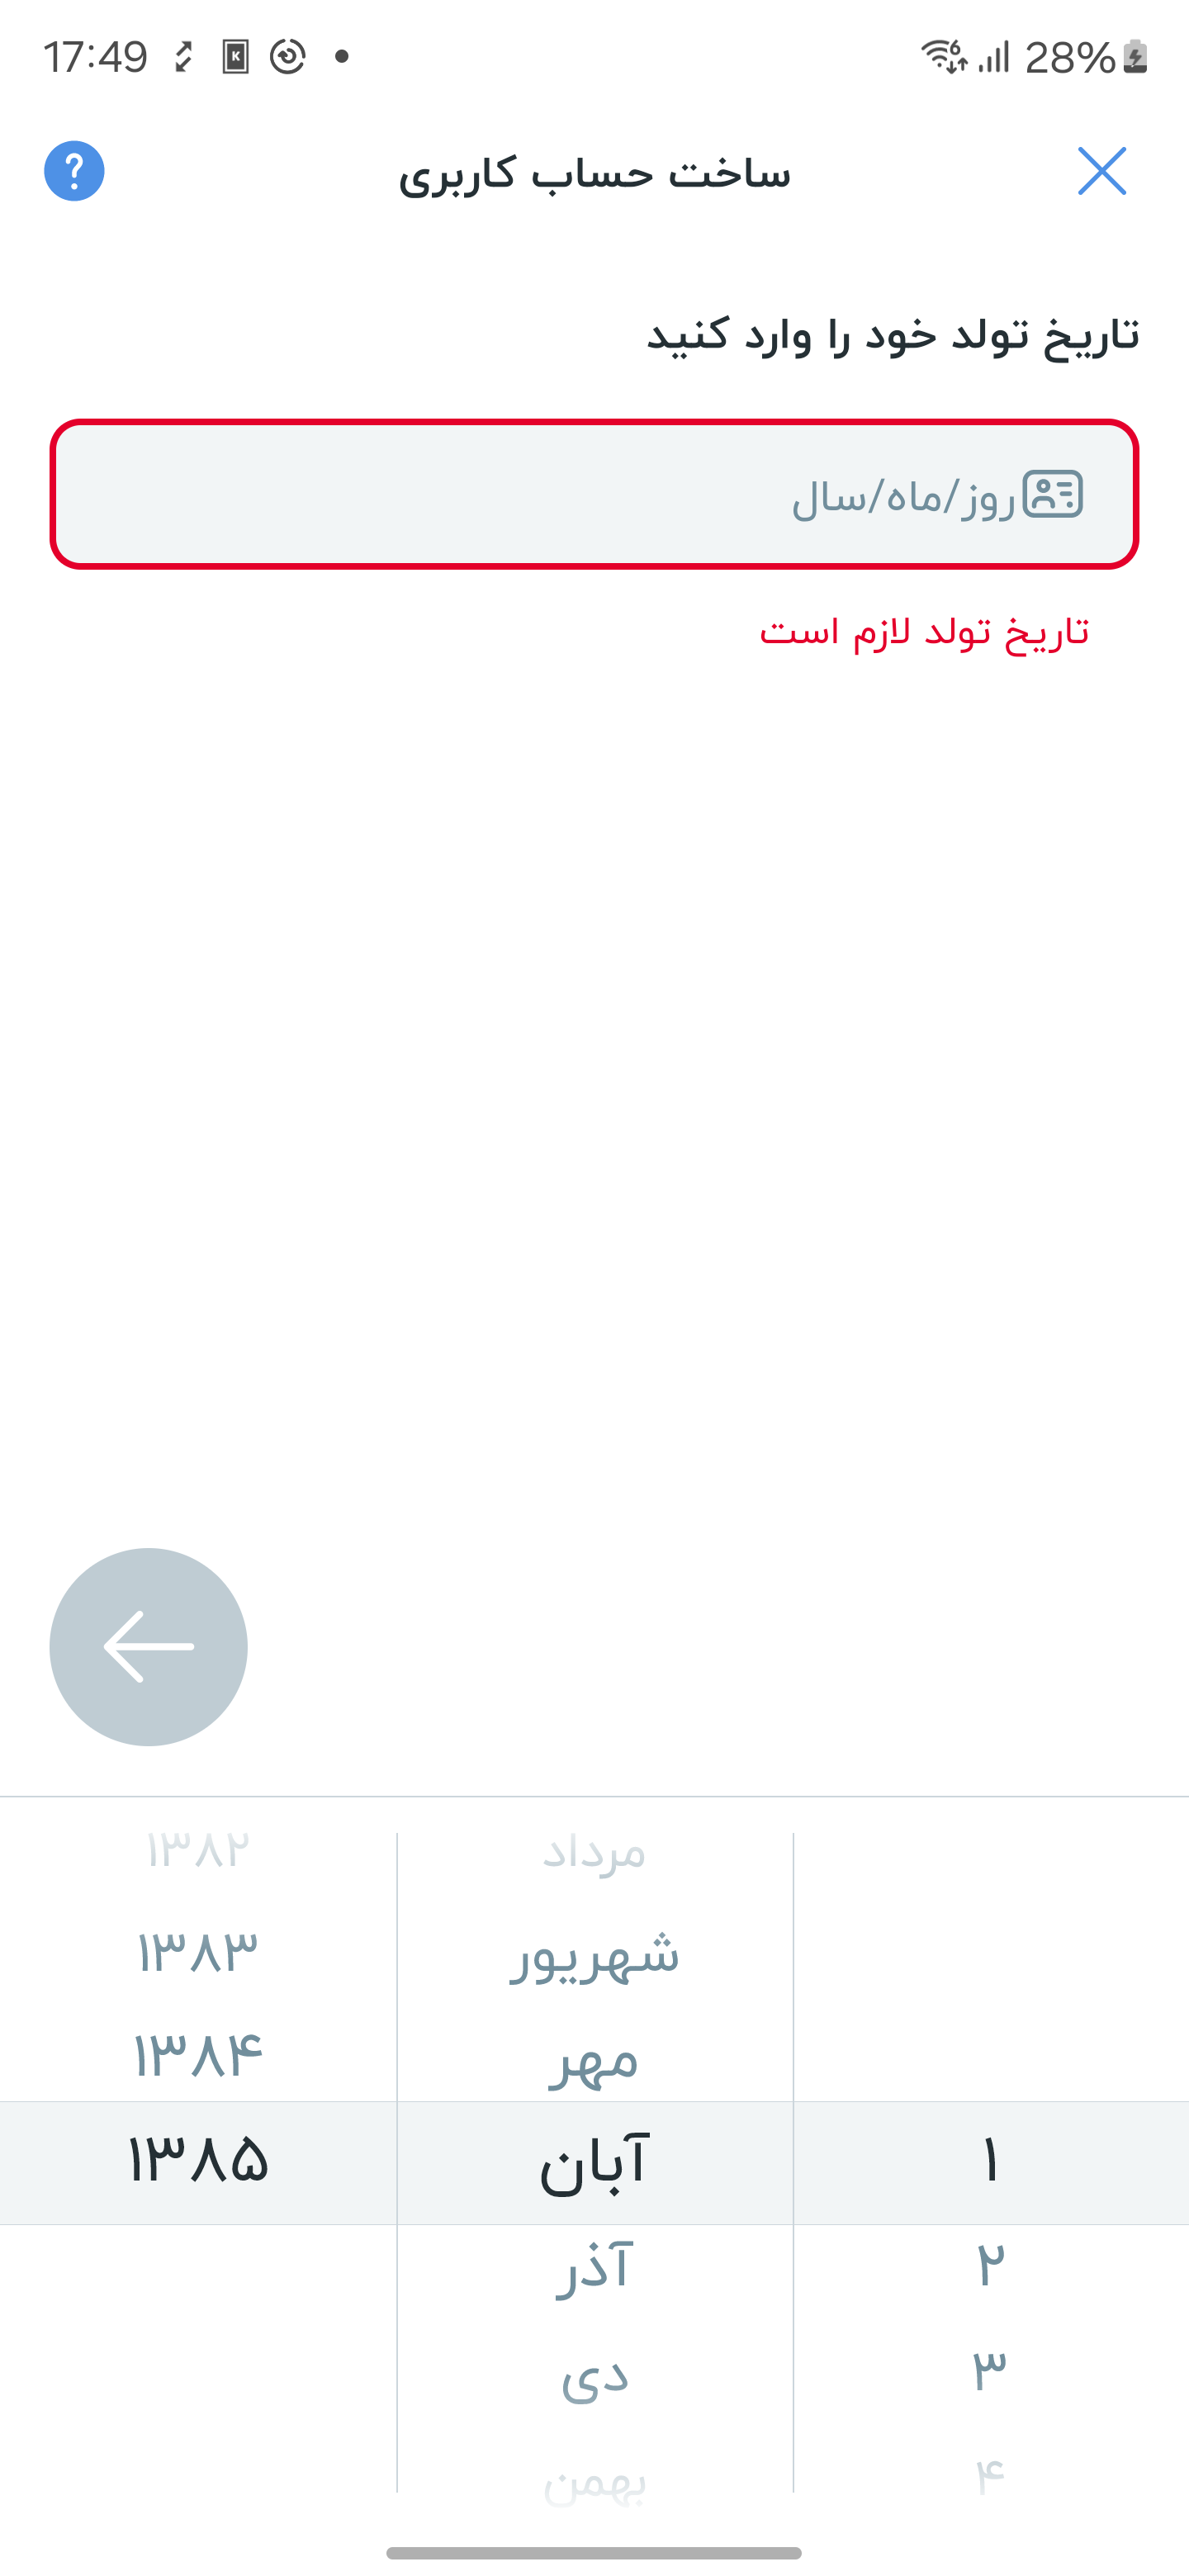 17:49 28%
ساخت حساب کاربری
تاریخ تولد خود را وارد کنید
روز/ماه/سال
تاریخ تولد لازم است
مرداد ۱۳۸۲
شهریور ۱۳۸۳
مهر ۱۳۸۴
۱ آبان ۱۳۸۵
۲ آذر
۳ دی
۴ بهمن